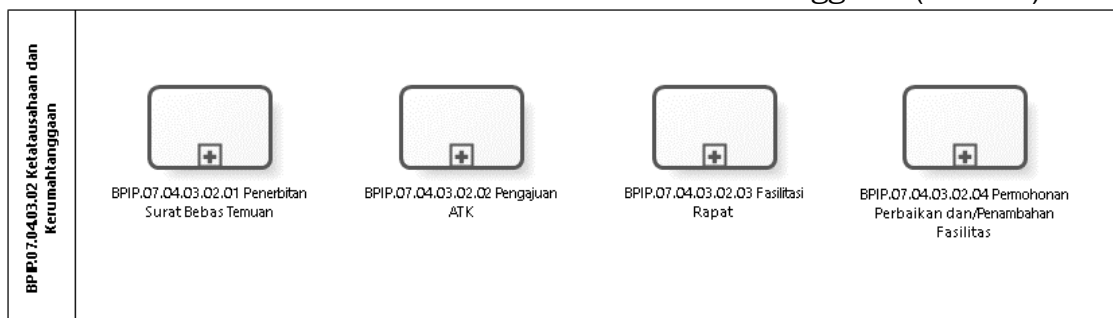 BPIP.07.04.03.02 Ketatausahaan dan
Kerumahtanggaan
BPIP.07.04.03.02.01 Penerbitan
Surat Bebas Temuan
BPIP.07.04.03.02.02 Pengajuan
ATK
BPIP.07.04.03.02.03 Fasilitasi
Rapat
BPIP.07.04.03.02.04 Permohonan
Perbaikan dan/Penambahan
Fasilitas